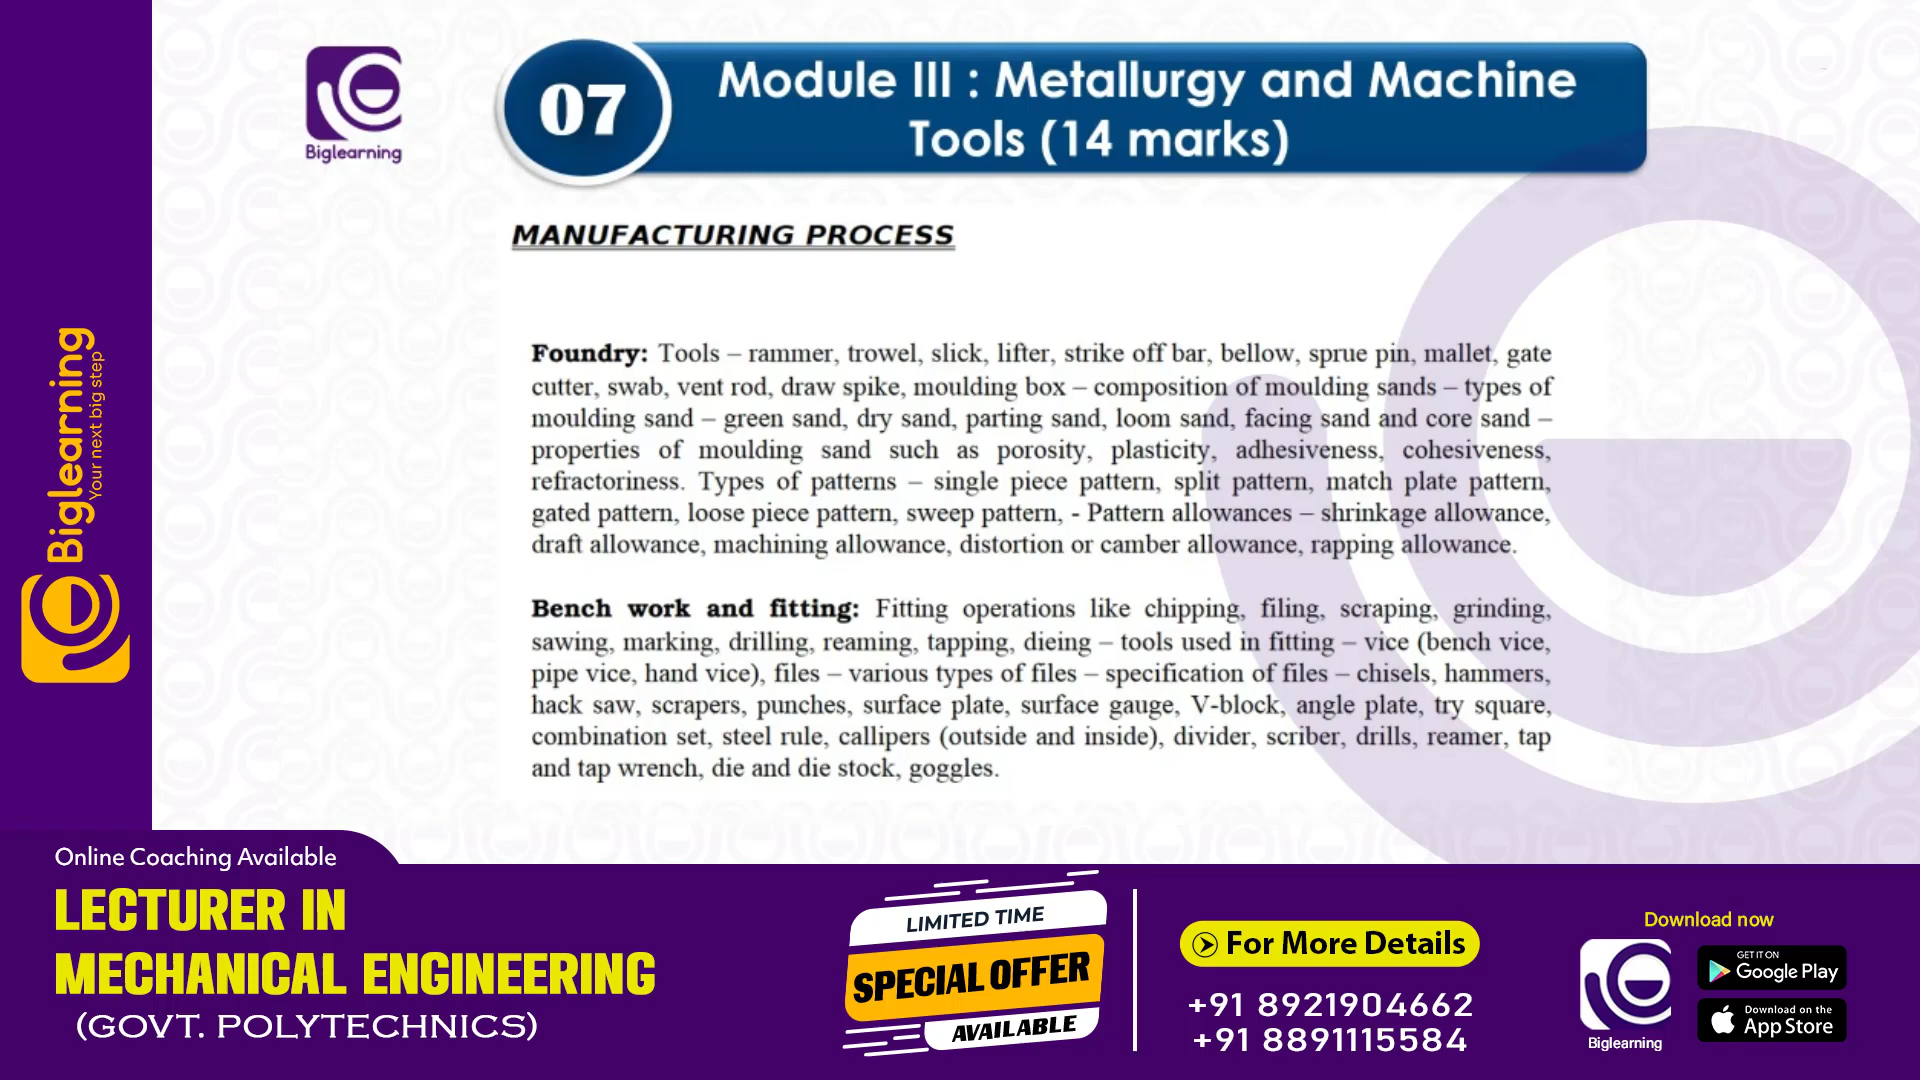 Biglearning
07
Module III : Metallurgy and Machine
Tools (14 marks)
MANUFACTURING PROCESS
Foundry: Tools – rammer, trowel, slick, lifter, strike off bar, bellow, sprue pin, mallet, gate
cutter, swab, vent rod, draw spike, moulding box – composition of moulding sands – types of
moulding sand – green sand, dry sand, parting sand, loom sand, facing sand and core sand –
properties of moulding sand such as porosity, plasticity, adhesiveness, cohesiveness,
refractoriness. Types of patterns – single piece pattern, split pattern, match plate pattern,
gated pattern, loose piece pattern, sweep pattern, - Pattern allowances – shrinkage allowance,
draft allowance, machining allowance, distortion or camber allowance, rapping allowance.
Bench work and fitting: Fitting operations like chipping, filing, scraping, grinding,
sawing, marking, drilling, reaming, tapping, dieing – tools used in fitting – vice (bench vice,
pipe vice, hand vice), files – various types of files – specification of files – chisels, hammers,
hack saw, scrapers, punches, surface plate, surface gauge, V-block, angle plate, try square,
combination set, steel rule, callipers (outside and inside), divider, scriber, drills, reamer, tap
and tap wrench, die and die stock, goggles.
Biglearning
Your next big step
Online Coaching Available
LECTURER IN
MECHANICAL ENGINEERING
(GOVT. POLYTECHNICS)
LIMITED TIME
SPECIAL OFFER
AVAILABLE
For More Details
+91 8921904662
+91 8891115584
Download now
Biglearning
GET IT ON
Google Play
Download on the
App Store